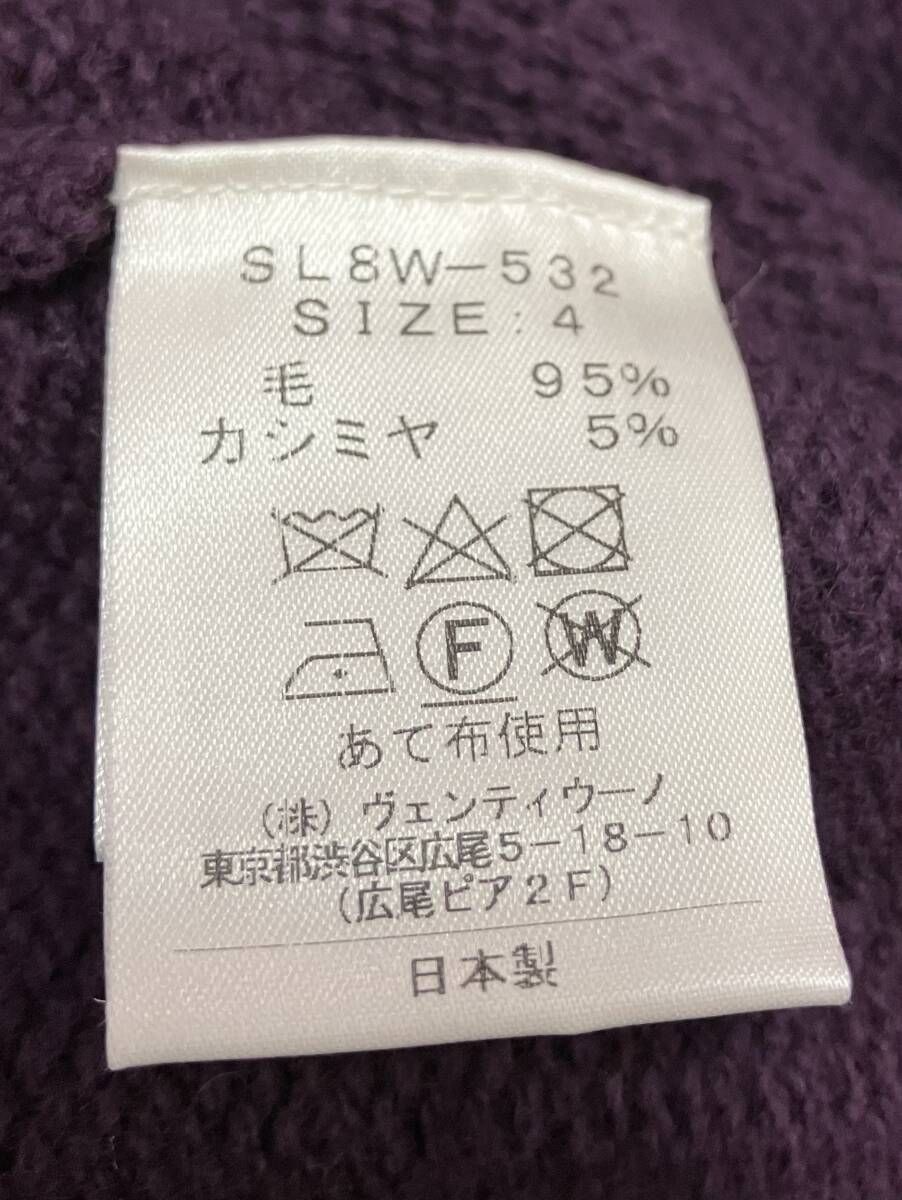 SL8W-532
SIZE:4
毛 95%
カシミヤ 5%
F W
あて布使用
(株)ヴェンティウーノ
東京都渋谷区広尾5-18-10
(広尾ピア2F)
日本製